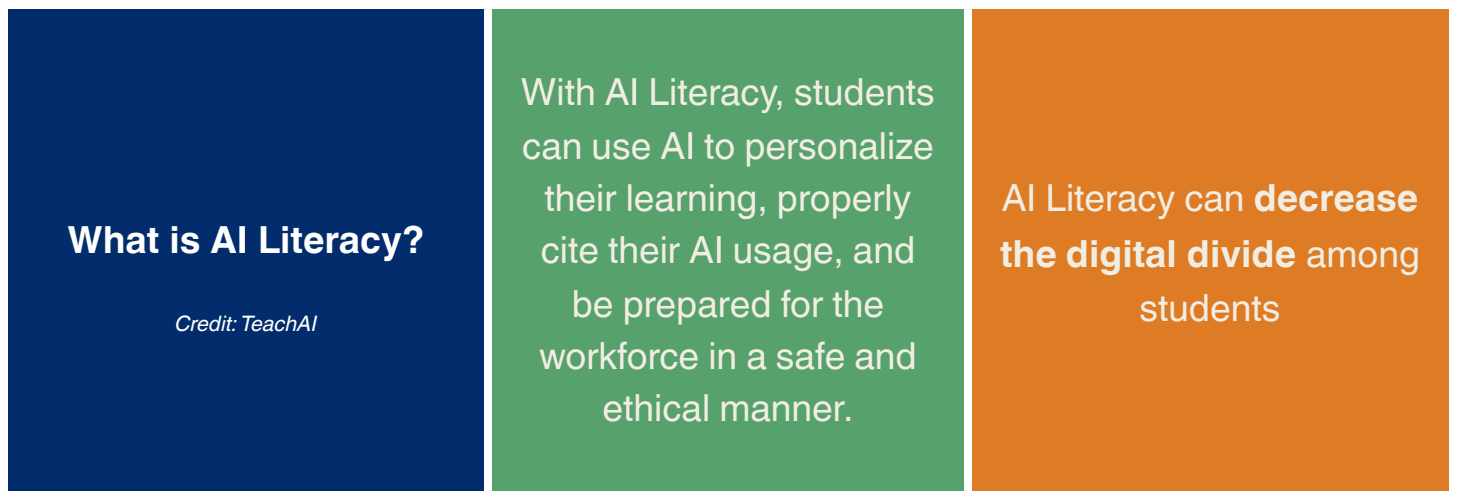 What is AI Literacy?
Credit: TeachAI
With AI Literacy, students
can use AI to personalize
their learning, properly
cite their AI usage, and
be prepared for the
workforce in a safe and
ethical manner.
AI Literacy can decrease
the digital divide among
students